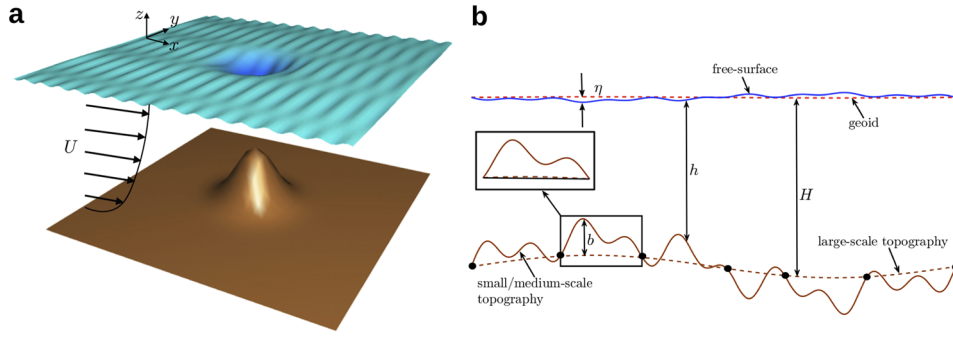 a
z
y
x
U
b
free-surface
η
geoid
h
H
b
large-scale topography
small/medium-scale
topography